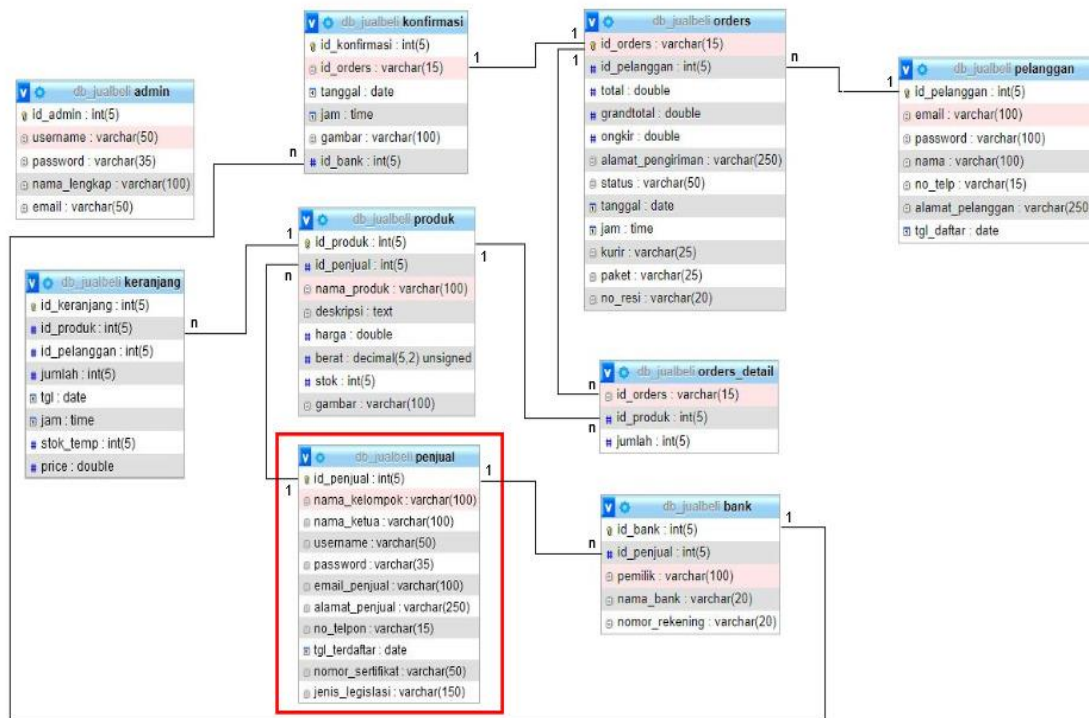 db_jualbeli admin
id_admin : int(5)
username : varchar(50)
password : varchar(35)
nama_lengkap : varchar(100)
email : varchar(50)
db_jualbeli konfirmasi
id_konfirmasi : int(5)
id_orders : varchar(15)
tanggal : date
jam : time
gambar : varchar(100)
id_bank : int(5)
1
n
db_jualbeli orders
id_orders : varchar(15)
id_pelanggan : int(5)
total : double
grandtotal : double
ongkir : double
alamat_pengiriman : varchar(250)
status : varchar(50)
tanggal : date
jam : time
kurir : varchar(25)
paket : varchar(25)
no_resi : varchar(20)
1
1
n
db_jualbeli pelanggan
id_pelanggan : int(5)
email : varchar(100)
password : varchar(100)
nama : varchar(100)
no_telp : varchar(15)
alamat_pelanggan : varchar(250)
tgl_daftar : date
1
db_jualbeli keranjang
id_keranjang : int(5)
id_produk : int(5)
id_pelanggan : int(5)
jumlah : int(5)
tgl : date
jam : time
stok_temp : int(5)
price : double
n
db_jualbeli produk
id_produk : int(5)
id_penjual : int(5)
nama_produk : varchar(100)
deskripsi : text
harga : double
berat : decimal(5,2) unsigned
stok : int(5)
gambar : varchar(100)
1
n
1
db_jualbeli orders_detail
id_orders : varchar(15)
id_produk : int(5)
jumlah : int(5)
n
n
db_jualbeli penjual
id_penjual : int(5)
nama_kelompok : varchar(100)
nama_ketua : varchar(100)
username : varchar(50)
password : varchar(35)
email_penjual : varchar(100)
alamat_penjual : varchar(250)
no_telpon : varchar(15)
tgl_terdaftar : date
nomor_sertifikat : varchar(50)
jenis_legislasi : varchar(150)
1
1
db_jualbeli bank
id_bank : int(5)
id_penjual : int(5)
pemilik : varchar(100)
nama_bank : varchar(20)
nomor_rekening : varchar(20)
n
1